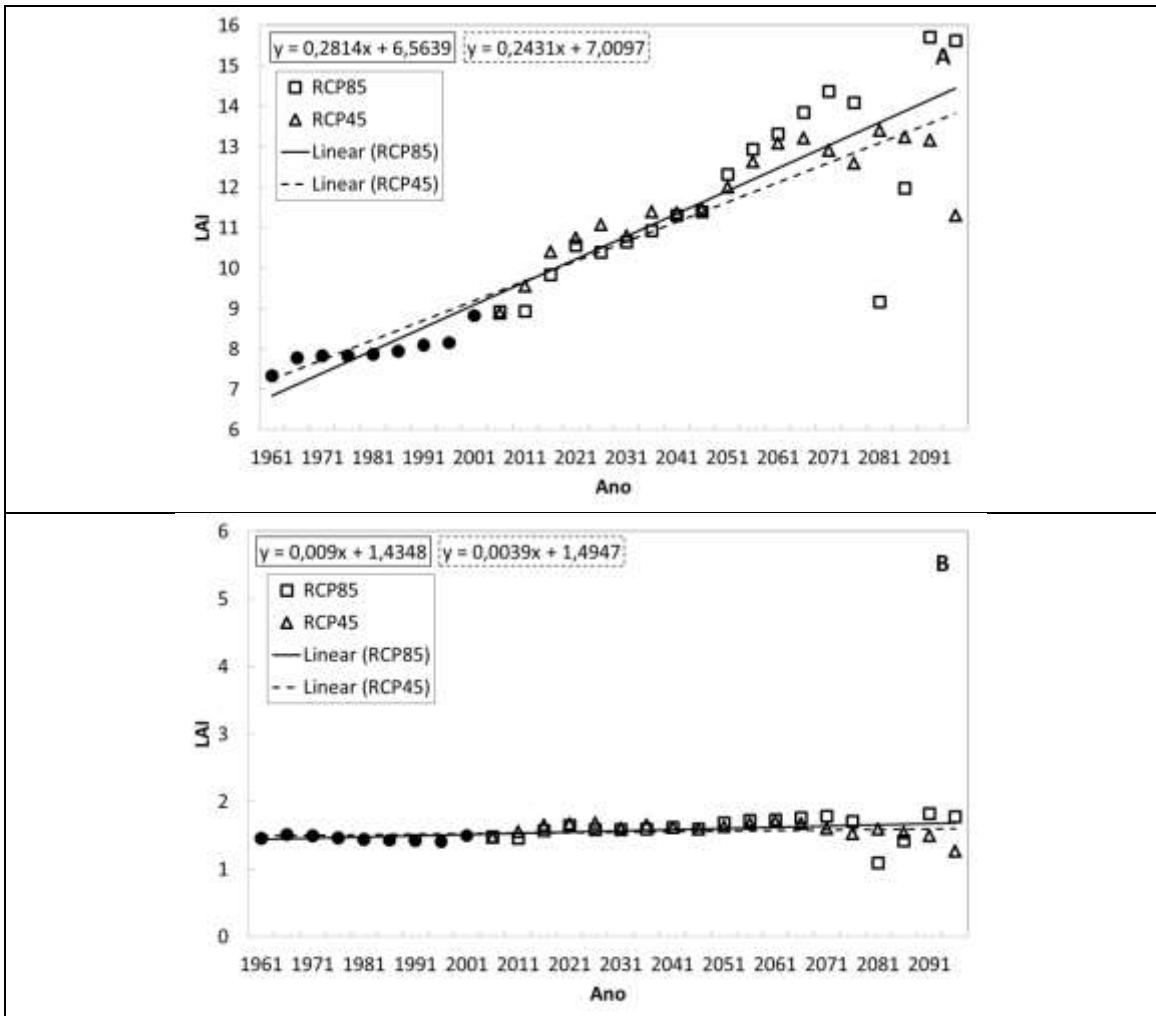 16
15
14
13
12
11
10
9
8
7
6
LAI
y = 0,2814x + 6,5639 y = 0,2431x + 7,0097
RCP85
RCP45
Linear (RCP85)
Linear (RCP45)
A
1961 1971 1981 1991 2001 2011 2021 2031 2041 2051 2061 2071 2081 2091
Ano
6
5
4
3
2
1
0
LAI
y = 0,009x + 1,4348 y = 0,0039x + 1,4947
RCP85
RCP45
Linear (RCP85)
Linear (RCP45)
B
1961 1971 1981 1991 2001 2011 2021 2031 2041 2051 2061 2071 2081 2091
Ano